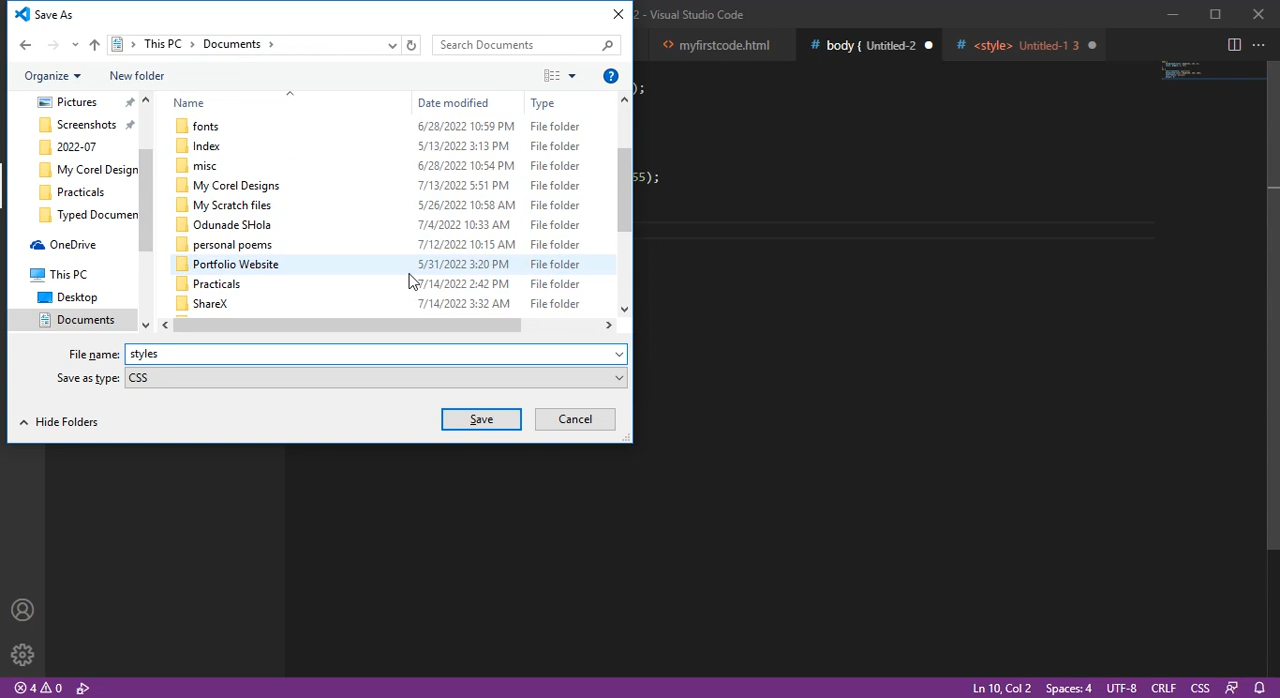 Save As
2 - Visual Studio Code
This PC > Documents >
Search Documents
myfirstcode.html
body { Untitled-2
<style> Untitled-1 3
Organize
New folder
Name
Date modified
Type
);
Pictures
Screenshots
2022-07
My Corel Design
Practicals
Typed Documen
OneDrive
This PC
Desktop
Documents
fonts 6/28/2022 10:59 PM File folder
Index 5/13/2022 3:13 PM File folder
misc 6/28/2022 10:54 PM File folder
My Corel Designs 7/13/2022 5:51 PM File folder
My Scratch files 5/26/2022 10:58 AM File folder
Odunade SHola 7/4/2022 10:33 AM File folder
personal poems 7/12/2022 10:15 AM File folder
Portfolio Website 5/31/2022 3:20 PM File folder
Practicals 7/14/2022 2:42 PM File folder
ShareX 7/14/2022 3:32 AM File folder
55);
File name: styles
Save as type: CSS
Hide Folders
Save
Cancel
4 0
Ln 10, Col 2
Spaces: 4
UTF-8
CRLF
CSS